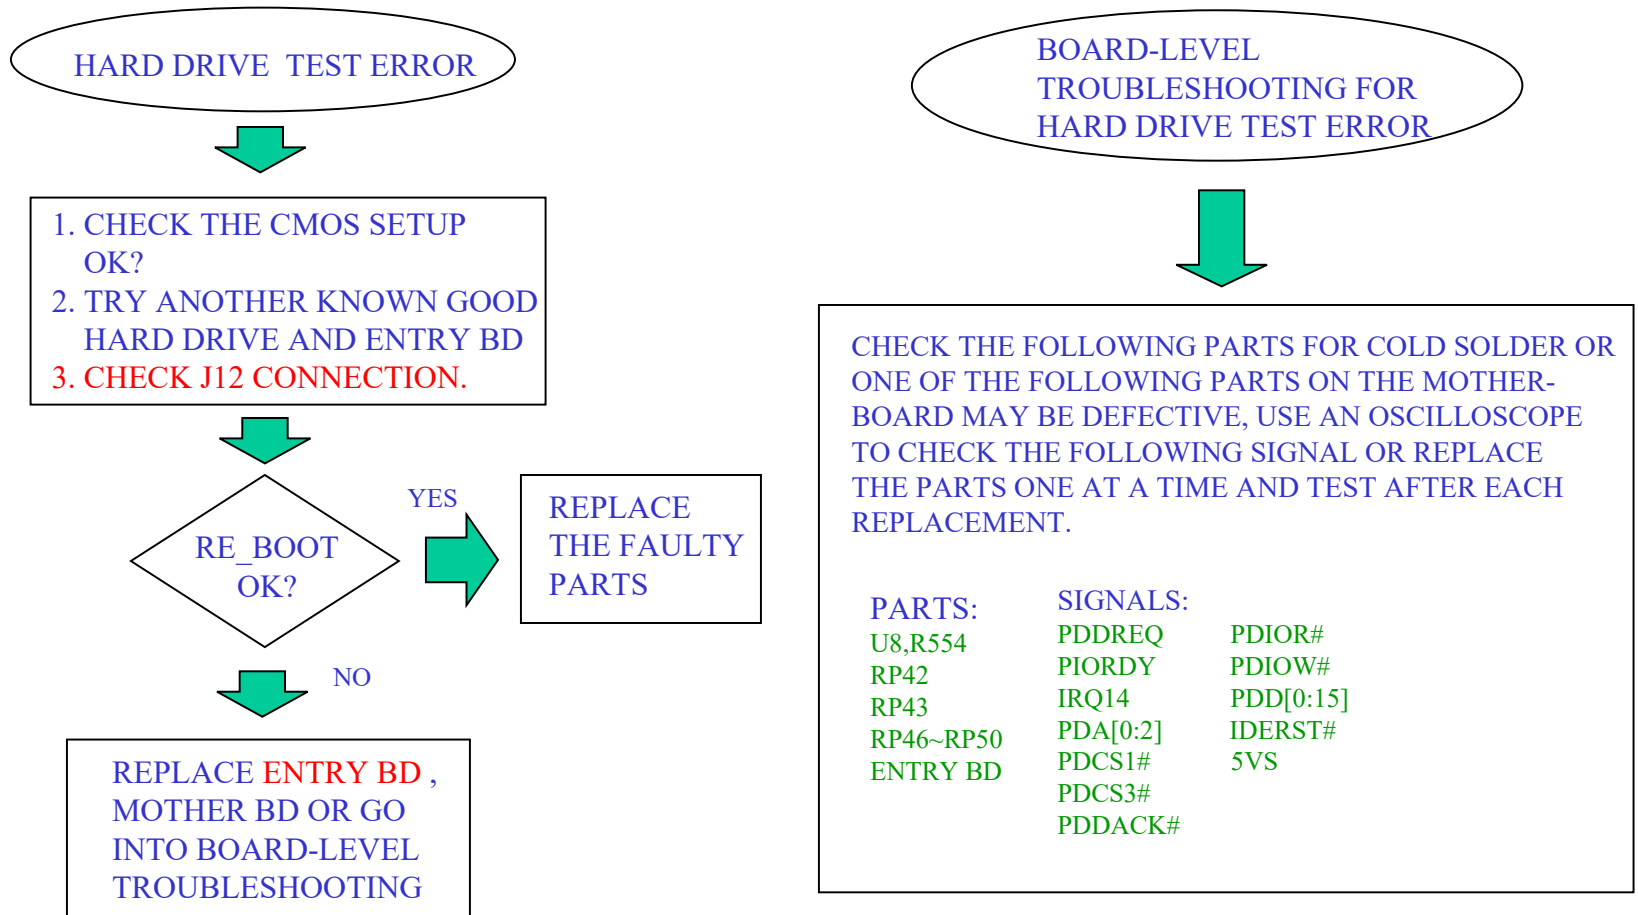 HARD DRIVE TEST ERROR
1. CHECK THE CMOS SETUP
OK?
2. TRY ANOTHER KNOWN GOOD
HARD DRIVE AND ENTRY BD
3. CHECK J12 CONNECTION.
RE_BOOT
OK?
YES
REPLACE
THE FAULTY
PARTS
NO
REPLACE ENTRY BD ,
MOTHER BD OR GO
INTO BOARD-LEVEL
TROUBLESHOOTING
BOARD-LEVEL
TROUBLESHOOTING FOR
HARD DRIVE TEST ERROR
CHECK THE FOLLOWING PARTS FOR COLD SOLDER OR
ONE OF THE FOLLOWING PARTS ON THE MOTHER-
BOARD MAY BE DEFECTIVE, USE AN OSCILLOSCOPE
TO CHECK THE FOLLOWING SIGNAL OR REPLACE
THE PARTS ONE AT A TIME AND TEST AFTER EACH
REPLACEMENT.
PARTS:
U8,R554
RP42
RP43
RP46~RP50
ENTRY BD
SIGNALS:
PDDREQ
PIORDY
IRQ14
PDA[0:2]
PDCS1#
PDCS3#
PDDACK#
PDIOR#
PDIOW#
PDD[0:15]
IDERST#
5VS